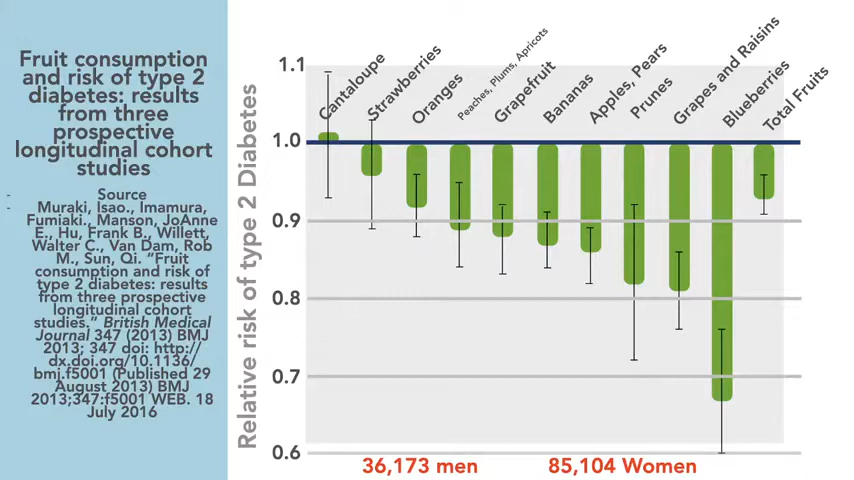 Fruit consumption
and risk of type 2
diabetes: results
from three
prospective
longitudinal cohort
studies
- Source
- Muraki, Isao., Imamura,
Fumiaki., Manson, JoAnne
E., Hu, Frank B., Willett,
Walter C., Van Dam, Rob
M., Sun, Qi. “Fruit
consumption and risk of
type 2 diabetes: results
from three prospective
longitudinal cohort
studies.” British Medical
Journal 347 (2013) BMJ
2013; 347 doi: http://
dx.doi.org/10.1136/
bmj.f5001 (Published 29
August 2013) BMJ
2013;347:f5001 WEB. 18
July 2016
Relative risk of type 2 Diabetes
1.1
1.0
0.9
0.8
0.7
0.6
Cantaloupe
Strawberries
Oranges
Peaches, Plums, Apricots
Grapefruit
Bananas
Apples, Pears
Prunes
Grapes and Raisins
Blueberries
Total Fruits
36,173 men
85,104 Women